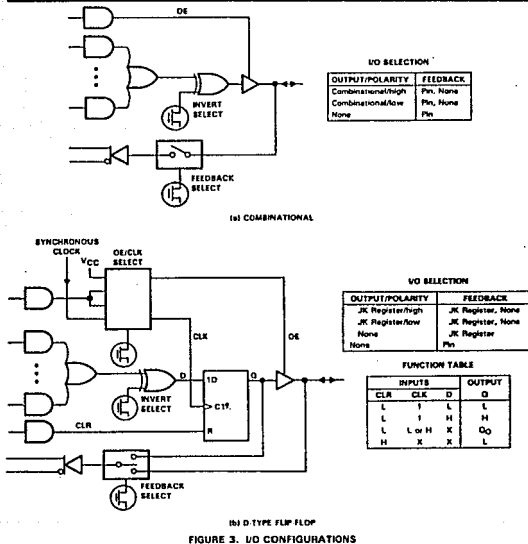 OE
INVERT
SELECT
FEEDBACK
SELECT
I/O SELECTION
OUTPUT/POLARITY FEEDBACK
Combinational/high Pin, None
Combinational/low Pin, None
None Pin
(a) COMBINATIONAL
SYNCHRONOUS
CLOCK
VCC
OE/CLK
SELECT
CLK
OE
D
1D
Q
C1
R
INVERT
SELECT
CLR
FEEDBACK
SELECT
I/O SELECTION
OUTPUT/POLARITY FEEDBACK
JK Register/high JK Register, None
JK Register/low JK Register, None
None JK Register
None Pin
FUNCTION TABLE
INPUTS OUTPUT
CLR CLK D Q
L ↑ L L
L ↑ H H
L L or H X Q0
H X X L
(b) D-TYPE FLIP FLOP
FIGURE 3. I/O CONFIGURATIONS